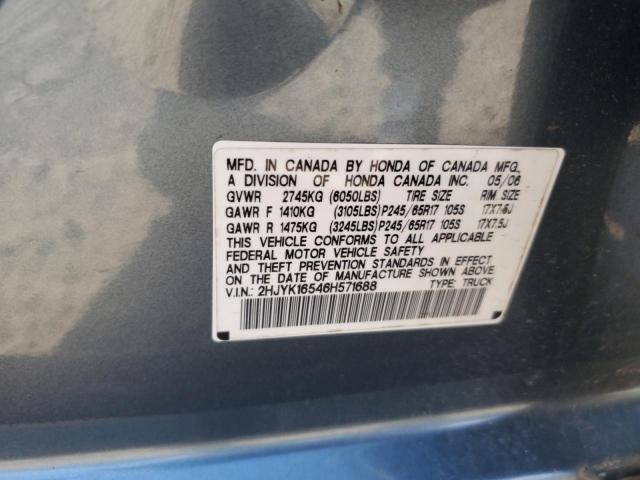 MFD. IN CANADA BY HONDA OF CANADA MFG.,
A DIVISION OF HONDA CANADA INC. 05/06
GVWR 2745KG (6050LBS) TIRE SIZE RIM SIZE
GAWR F 1410KG (3105LBS) P245/65R17 105S 17X7.5J
GAWR R 1475KG (3245LBS) P245/65R17 105S 17X7.5J
THIS VEHICLE CONFORMS TO ALL APPLICABLE
FEDERAL MOTOR VEHICLE SAFETY
AND THEFT PREVENTION STANDARDS IN EFFECT
ON THE DATE OF MANUFACTURE SHOWN ABOVE.
V.I.N.: 2HJYK16546H571688 TYPE: TRUCK